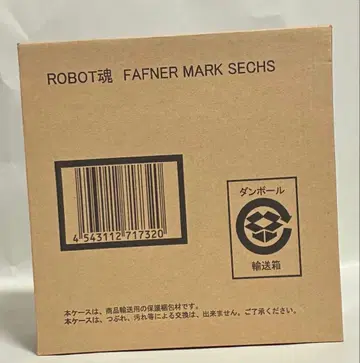 ROBOT魂 FAFNER MARK SECHS
4 543112 717320
ダンボール
輸送箱
本ケースは、商品輸送用の保護梱包材です。
本ケースは、つぶれ、汚れ等による交換は、出来ません。ご了承ください。